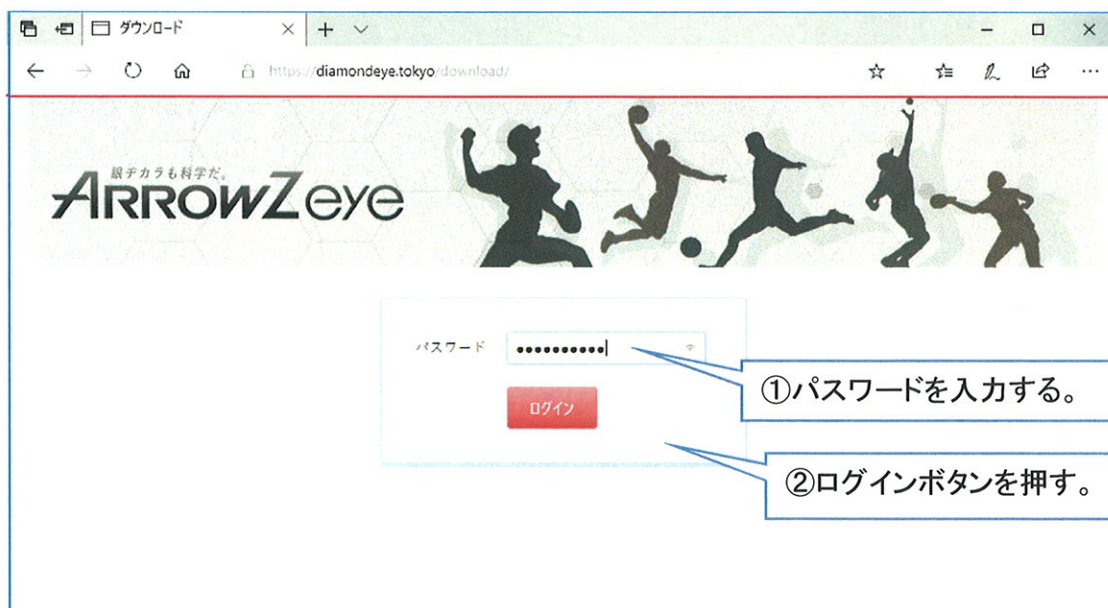 ダウンロード
https://diamondeye.tokyo/download/
眼ヂカラも科学だ。
ARROWZeye
パスワード ●●●●●●●●●●
①パスワードを入力する。
ログイン
②ログインボタンを押す。